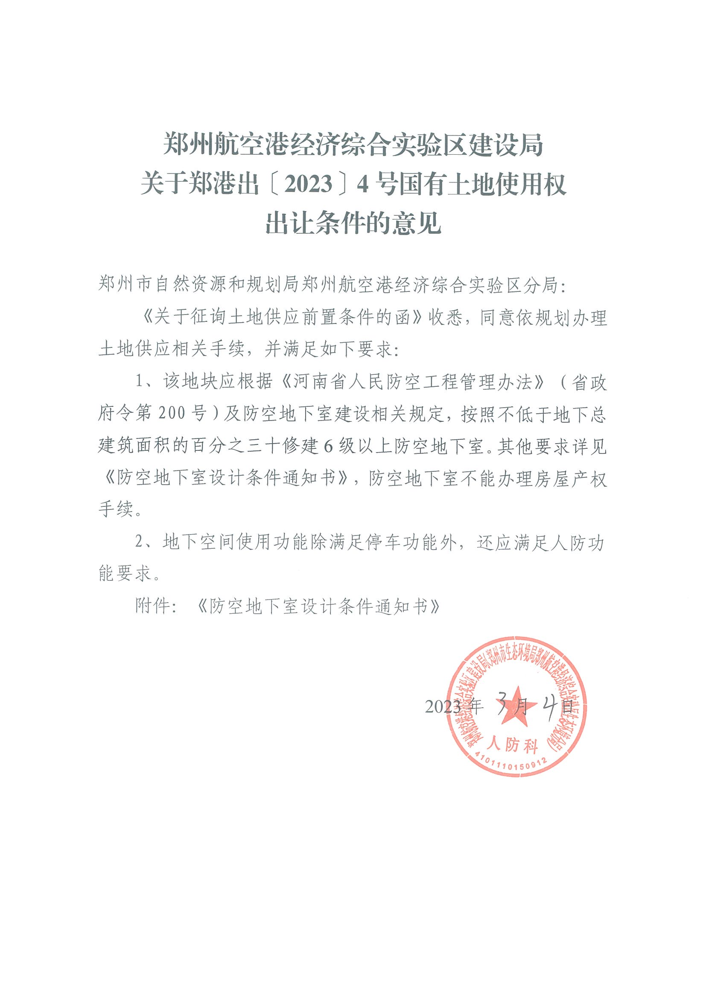 郑州航空港经济综合实验区建设局
关于郑港出〔2023〕4号国有土地使用权
出让条件的意见
郑州市自然资源和规划局郑州航空港经济综合实验区分局：
《关于征询土地供应前置条件的函》收悉，同意依规划办理
土地供应相关手续，并满足如下要求：
1、该地块应根据《河南省人民防空工程管理办法》（省政
府令第 200 号）及防空地下室建设相关规定，按照不低于地下总
建筑面积的百分之三十修建 6 级以上防空地下室。其他要求详见
《防空地下室设计条件通知书》，防空地下室不能办理房屋产权
手续。
2、地下空间使用功能除满足停车功能外，还应满足人防功
能要求。
附件：《防空地下室设计条件通知书》
2023 年 3 月 4 日
人防科
4101110150912